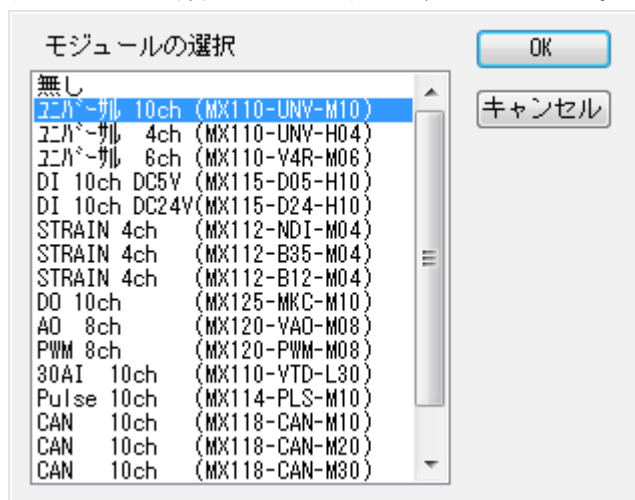 モジュールの選択
OK
キャンセル
無し
ﾕﾆﾊﾞｰｻﾙ 10ch (MX110-UNV-M10)
ﾕﾆﾊﾞｰｻﾙ  4ch (MX110-UNV-H04)
ﾕﾆﾊﾞｰｻﾙ  6ch (MX110-V4R-M06)
DI 10ch DC5V (MX115-D05-H10)
DI 10ch DC24V(MX115-D24-H10)
STRAIN 4ch   (MX112-NDI-M04)
STRAIN 4ch   (MX112-B35-M04)
STRAIN 4ch   (MX112-B12-M04)
DO 10ch      (MX125-MKC-M10)
AO  8ch      (MX120-VAO-M08)
PWM 8ch      (MX120-PWM-M08)
30AI  10ch   (MX110-VTD-L30)
Pulse 10ch   (MX114-PLS-M10)
CAN   10ch   (MX118-CAN-M10)
CAN   10ch   (MX118-CAN-M20)
CAN   10ch   (MX118-CAN-M30)